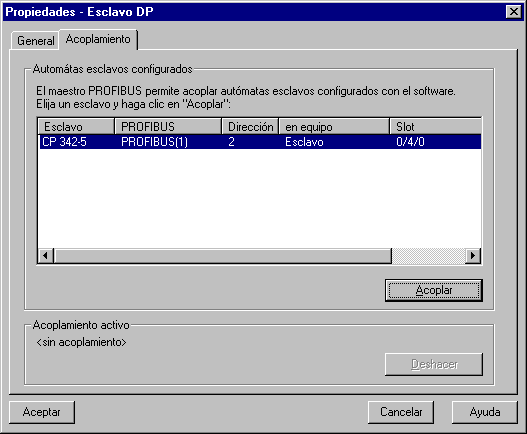 Propiedades - Esclavo DP
General
Acoplamiento
Automátas esclavos configurados
El maestro PROFIBUS permite acoplar autómatas esclavos configurados con el software.
Elija un esclavo y haga clic en "Acoplar":
Esclavo PROFIBUS Dirección en equipo Slot
CP 342-5 PROFIBUS(1) 2 Esclavo 0/4/0
Acoplar
Acoplamiento activo
<sin acoplamiento>
Deshacer
Aceptar Cancelar Ayuda